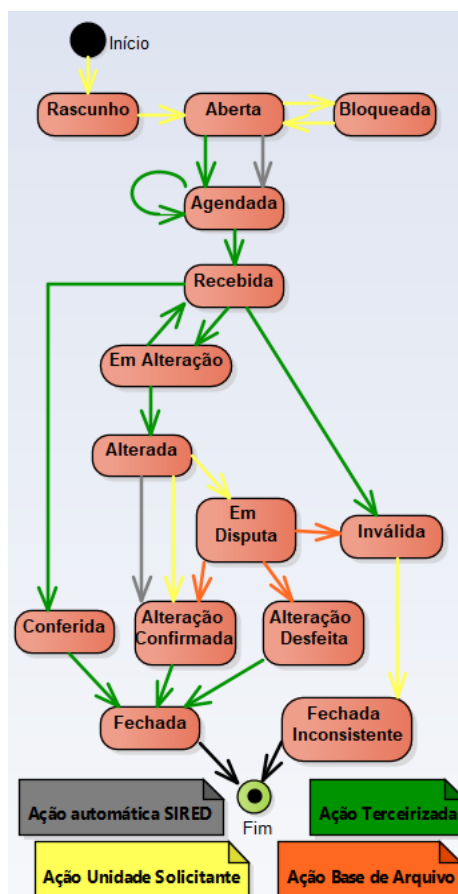 Início
Rascunho
Aberta
Bloqueada
Agendada
Recebida
Em Alteração
Alterada
Em
Disputa
Inválida
Conferida
Alteração
Confirmada
Alteração
Desfeita
Fechada
Fechada
Inconsistente
Fim
Ação automática SIRED
Ação Terceirizada
Ação Unidade Solicitante
Ação Base de Arquivo